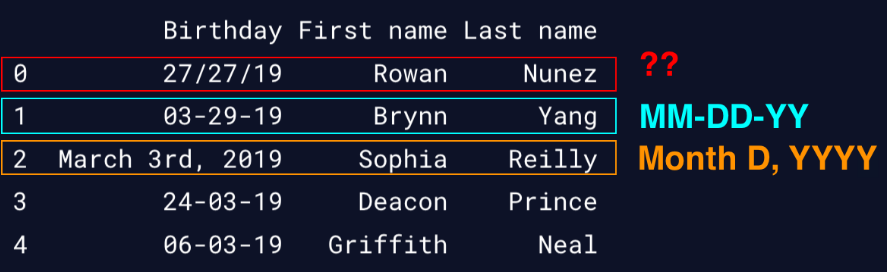 Birthday First name Last name
0 27/27/19 Rowan Nunez ??
1 03-29-19 Brynn Yang MM-DD-YY
2 March 3rd, 2019 Sophia Reilly Month D, YYYY
3 24-03-19 Deacon Prince
4 06-03-19 Griffith Neal